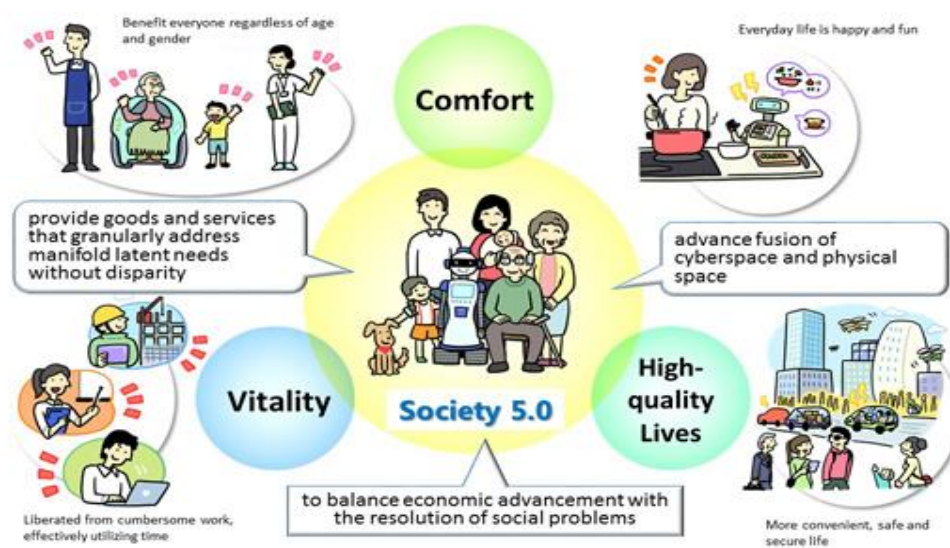 Benefit everyone regardless of age
and gender
Everyday life is happy and fun
Comfort
provide goods and services
that granularly address
manifold latent needs
without disparity
advance fusion of
cyberspace and physical
space
Vitality
High-
quality
Lives
Society 5.0
to balance economic advancement with
the resolution of social problems
Liberated from cumbersome work,
effectively utilizing time
More convenient, safe and
secure life